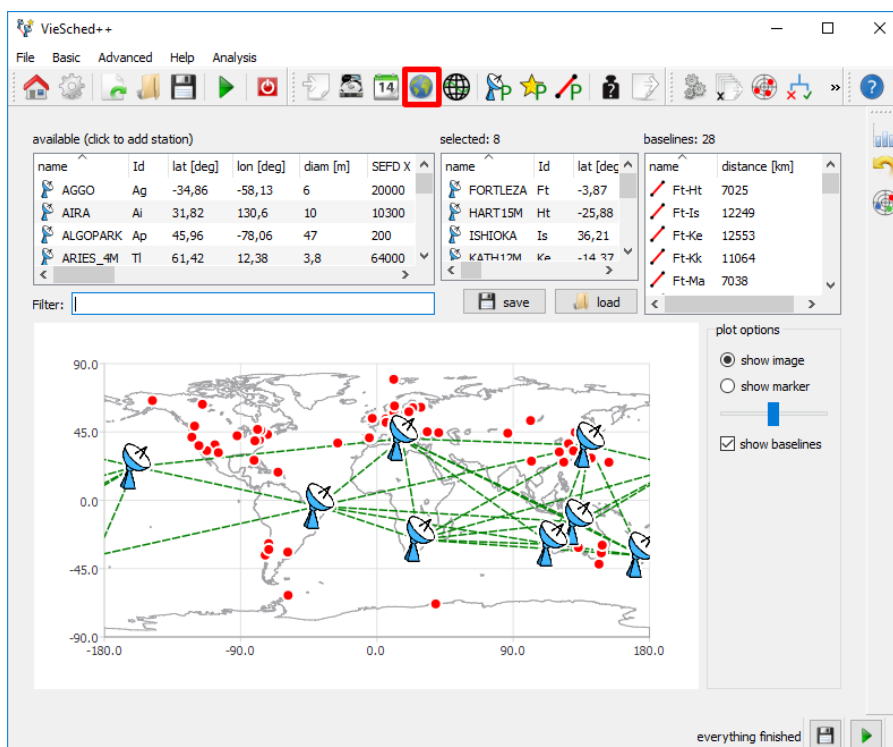 VieSched++
File Basic Advanced Help Analysis
14 P P P ? x x » ?
available (click to add station) selected: 8 baselines: 28
name Id lat [deg] lon [deg] diam [m] SEFD X name Id lat [deg name distance [km]
AGGO Ag -34,86 -58,13 6 20000 FORTLEZA Ft -3,87 Ft-Ht 7025
AIRA Ai 31,82 130,6 10 10300 HART15M Ht -25,88 Ft-Is 12249
ALGOPARK Ap 45,96 -78,06 47 200 ISHIOKA Is 36,21 Ft-Ke 12553
ARIES_4M Tl 61,42 12,38 3,8 64000 KATH12M Ke -14,37 Ft-Kk 11064
Ft-Ma 7038
Filter: save load
plot options
show image
show marker
show baselines
90.0
45.0
0.0
-45.0
-90.0
-180.0 -90.0 0.0 90.0 180.0
everything finished